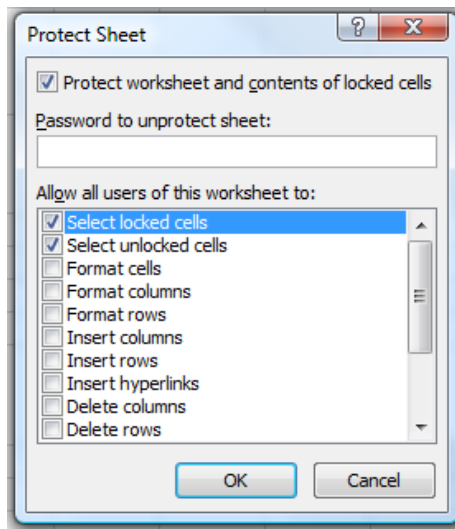 Protect Sheet
Protect worksheet and contents of locked cells
Password to unprotect sheet:
Allow all users of this worksheet to:
Select locked cells
Select unlocked cells
Format cells
Format columns
Format rows
Insert columns
Insert rows
Insert hyperlinks
Delete columns
Delete rows
OK Cancel